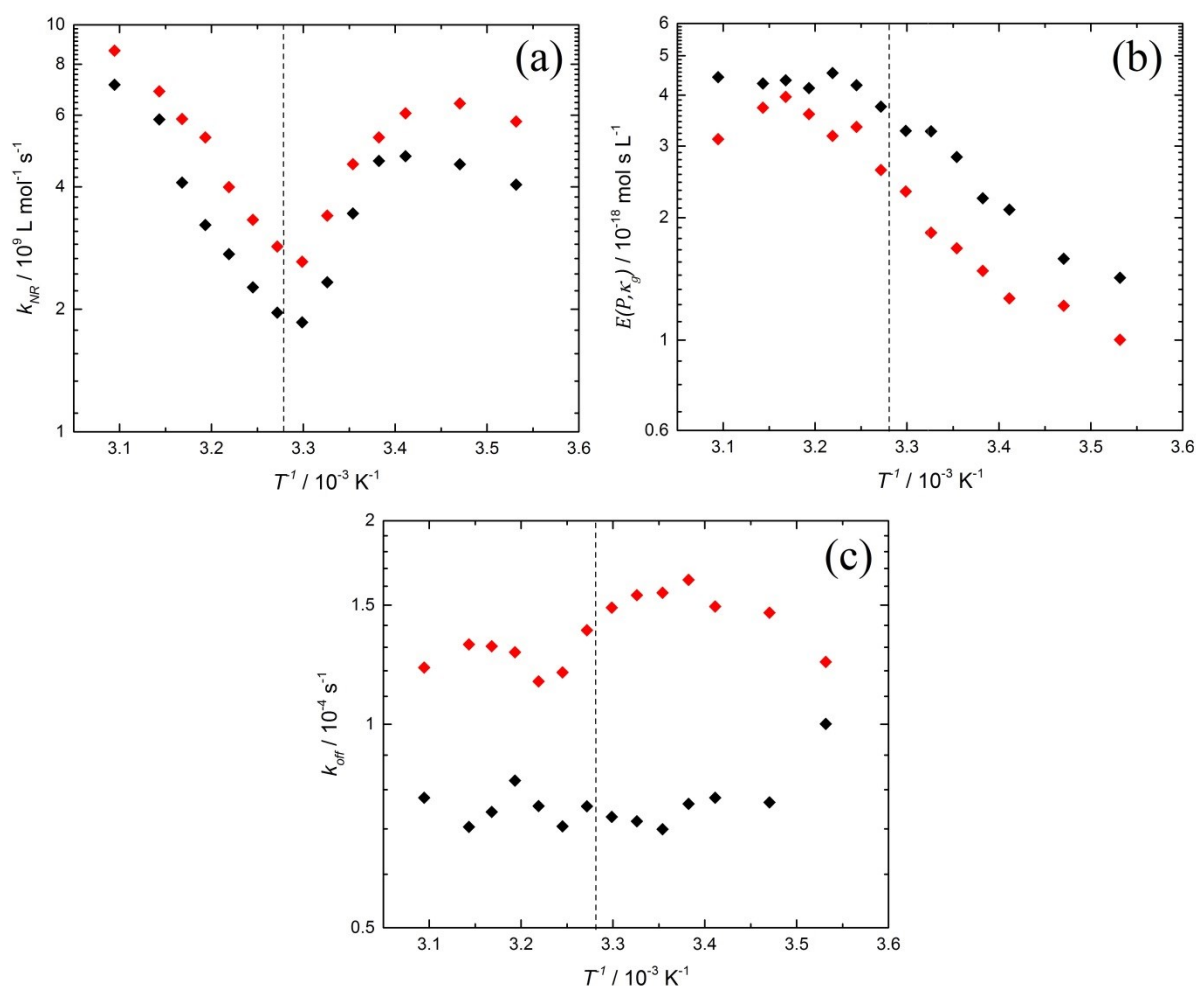 (a)
k_NR / 10^9 L mol^-1 s^-1
8
6
4
2
1
3.1 3.2 3.3 3.4 3.5 3.6
T^-1 / 10^-3 K^-1
(b)
E(P,κ_g) / 10^-18 mol s L^-1
6
5
4
3
2
1
0.6
3.1 3.2 3.3 3.4 3.5 3.6
T^-1 / 10^-3 K^-1
(c)
k_off / 10^-4 s^-1
2
1.5
1
0.5
3.1 3.2 3.3 3.4 3.5 3.6
T^-1 / 10^-3 K^-1